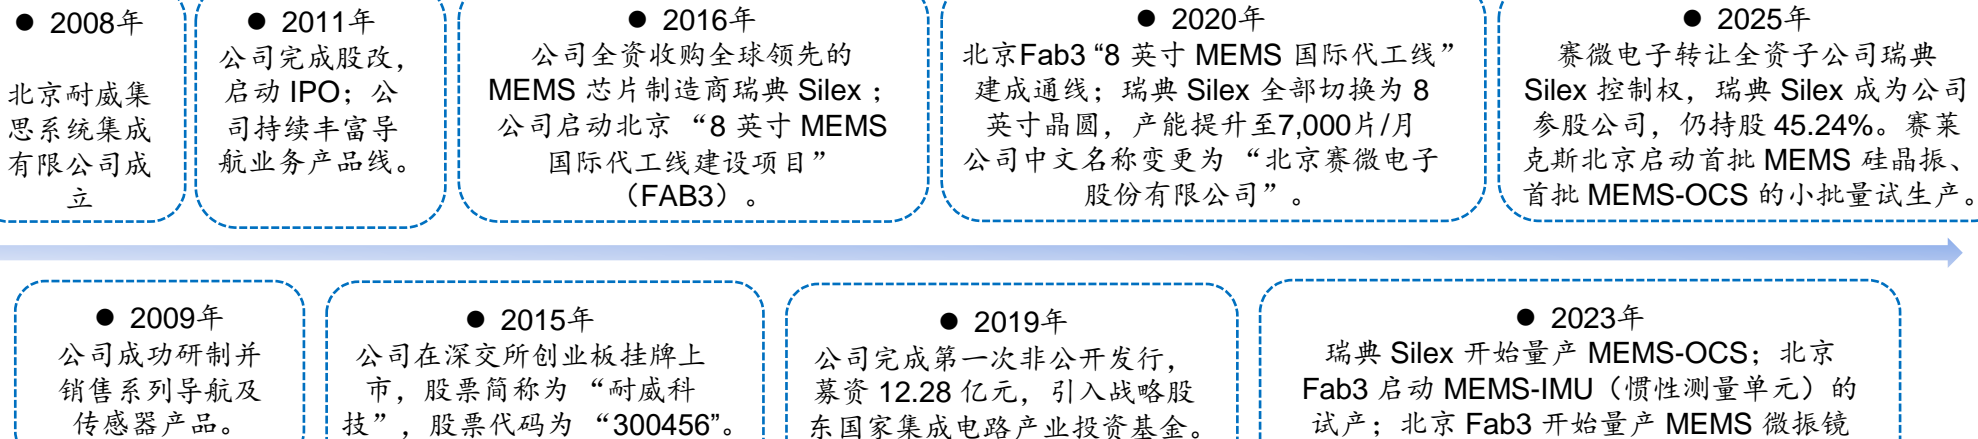 ● 2008年
北京耐威集
思系统集成
有限公司成
立
● 2011年
公司完成股改，
启动 IPO；公
司持续丰富导
航业务产品线。
● 2016年
公司全资收购全球领先的
MEMS 芯片制造商瑞典 Silex；
公司启动北京 “8 英寸 MEMS
国际代工线建设项目”
（FAB3）。
● 2020年
北京Fab3 “8 英寸 MEMS 国际代工线”
建成通线；瑞典 Silex 全部切换为 8
英寸晶圆，产能提升至7,000片/月
公司中文名称变更为 “北京赛微电子
股份有限公司”。
● 2025年
赛微电子转让全资子公司瑞典
Silex 控制权，瑞典 Silex 成为公司
参股公司，仍持股 45.24%。赛莱
克斯北京启动首批 MEMS 硅晶振、
首批 MEMS-OCS 的小批量试生产。
● 2009年
公司成功研制并
销售系列导航及
传感器产品。
● 2015年
公司在深交所创业板挂牌上
市，股票简称为 “耐威科
技”，股票代码为 “300456”。
● 2019年
公司完成第一次非公开发行，
募资 12.28 亿元，引入战略股
东国家集成电路产业投资基金。
● 2023年
瑞典 Silex 开始量产 MEMS-OCS；北京
Fab3 启动 MEMS-IMU（惯性测量单元）的
试产；北京 Fab3 开始量产 MEMS 微振镜